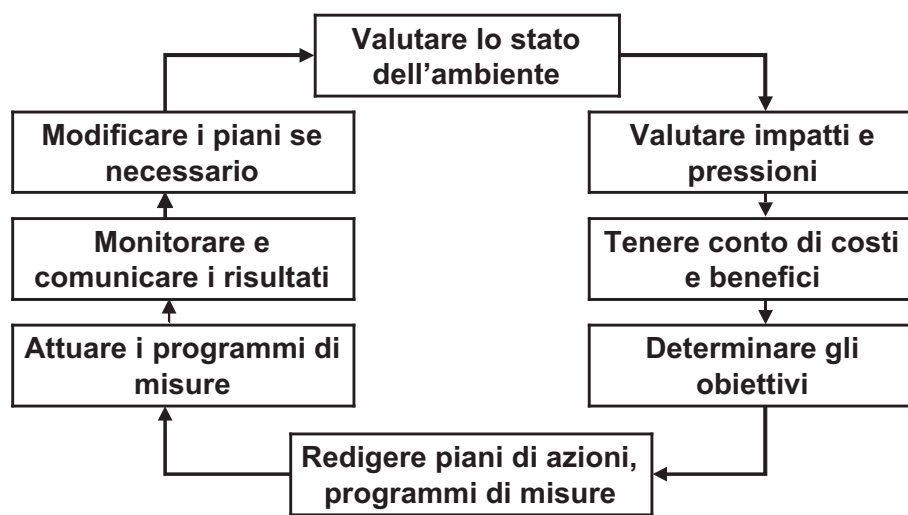 Valutare lo stato
dell’ambiente
Valutare impatti e
pressioni
Tenere conto di costi
e benefici
Determinare gli
obiettivi
Redigere piani di azioni,
programmi di misure
Attuare i programmi di
misure
Monitorare e
comunicare i risultati
Modificare i piani se
necessario